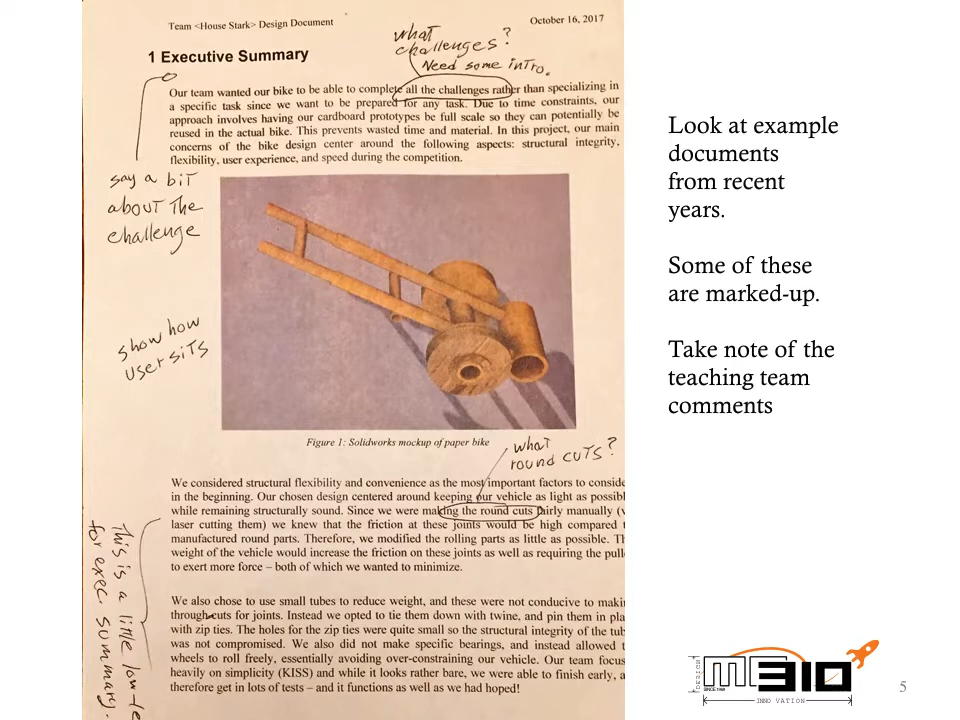 Team <House Stark> Design Document
October 16, 2017
what
challenges?
Need some intro.
1 Executive Summary
Our team wanted our bike to be able to complete all the challenges rather than specializing in
a specific task since we want to be prepared for any task. Due to time constraints, our
approach involves having our cardboard prototypes be full scale so they can potentially be
reused in the actual bike. This prevents wasted time and material. In this project, our main
concerns of the bike design center around the following aspects: structural integrity,
flexibility, user experience, and speed during the competition.
say a bit
about the
challenge
show how
user sits
Figure 1: Solidworks mockup of paper bike
what
round cuts?
We considered structural flexibility and convenience as the most important factors to conside
in the beginning. Our chosen design centered around keeping our vehicle as light as possibl
while remaining structurally sound. Since we were making the round cuts fairly manually (v
laser cutting them) we knew that the friction at these joints would be high compared t
manufactured round parts. Therefore, we modified the rolling parts as little as possible. Th
weight of the vehicle would increase the friction on these joints as well as requiring the pull
to exert more force – both of which we wanted to minimize.
This is a little low-le
for exec. summary.
We also chose to use small tubes to reduce weight, and these were not conducive to makin
through-cuts for joints. Instead we opted to tie them down with twine, and pin them in pla
with zip ties. The holes for the zip ties were quite small so the structural integrity of the tub
was not compromised. We also did not make specific bearings, and instead allowed t
wheels to roll freely, essentially avoiding over-constraining our vehicle. Our team focus
heavily on simplicity (KISS) and while it looks rather bare, we were able to finish early, a
therefore get in lots of tests – and it functions as well as we had hoped!
Look at example
documents
from recent
years.
Some of these
are marked-up.
Take note of the
teaching team
comments
DESIGN
ME310
SINCE 1969
INNO VATION
5